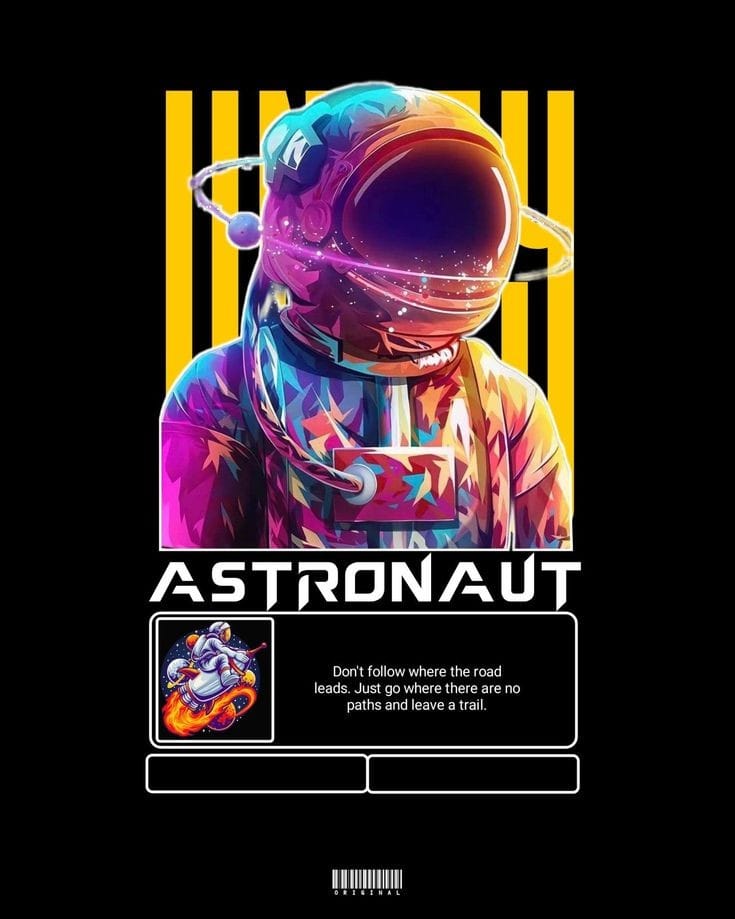 ASTRONAUT
Don't follow where the road
leads. Just go where there are no
paths and leave a trail.
ORIGINAL